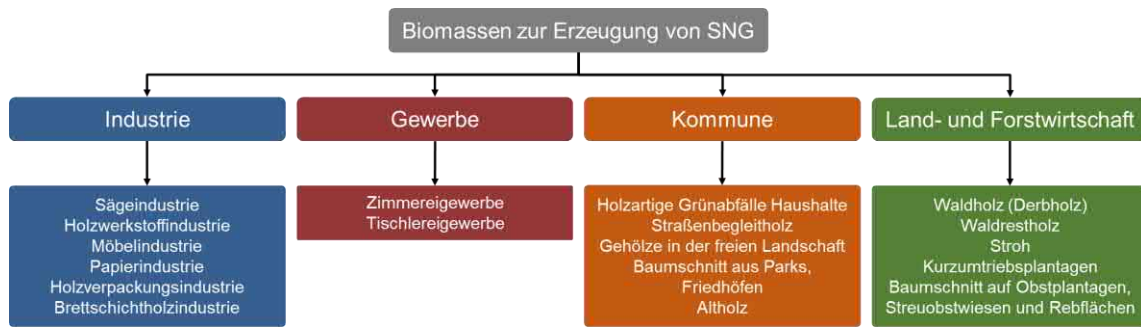 Biomassen zur Erzeugung von SNG
Industrie
Gewerbe
Kommune
Land- und Forstwirtschaft
Sägeindustrie
Holzwerkstoffindustrie
Möbelindustrie
Papierindustrie
Holzverpackungsindustrie
Brettschichtholzindustrie
Zimmereigewerbe
Tischlereigewerbe
Holzartige Grünabfälle Haushalte
Straßenbegleitholz
Gehölze in der freien Landschaft
Baumschnitt aus Parks,
Friedhöfen
Altholz
Waldholz (Derbholz)
Waldrestholz
Stroh
Kurzumtriebsplantagen
Baumschnitt auf Obstplantagen,
Streuobstwiesen und Rebflächen